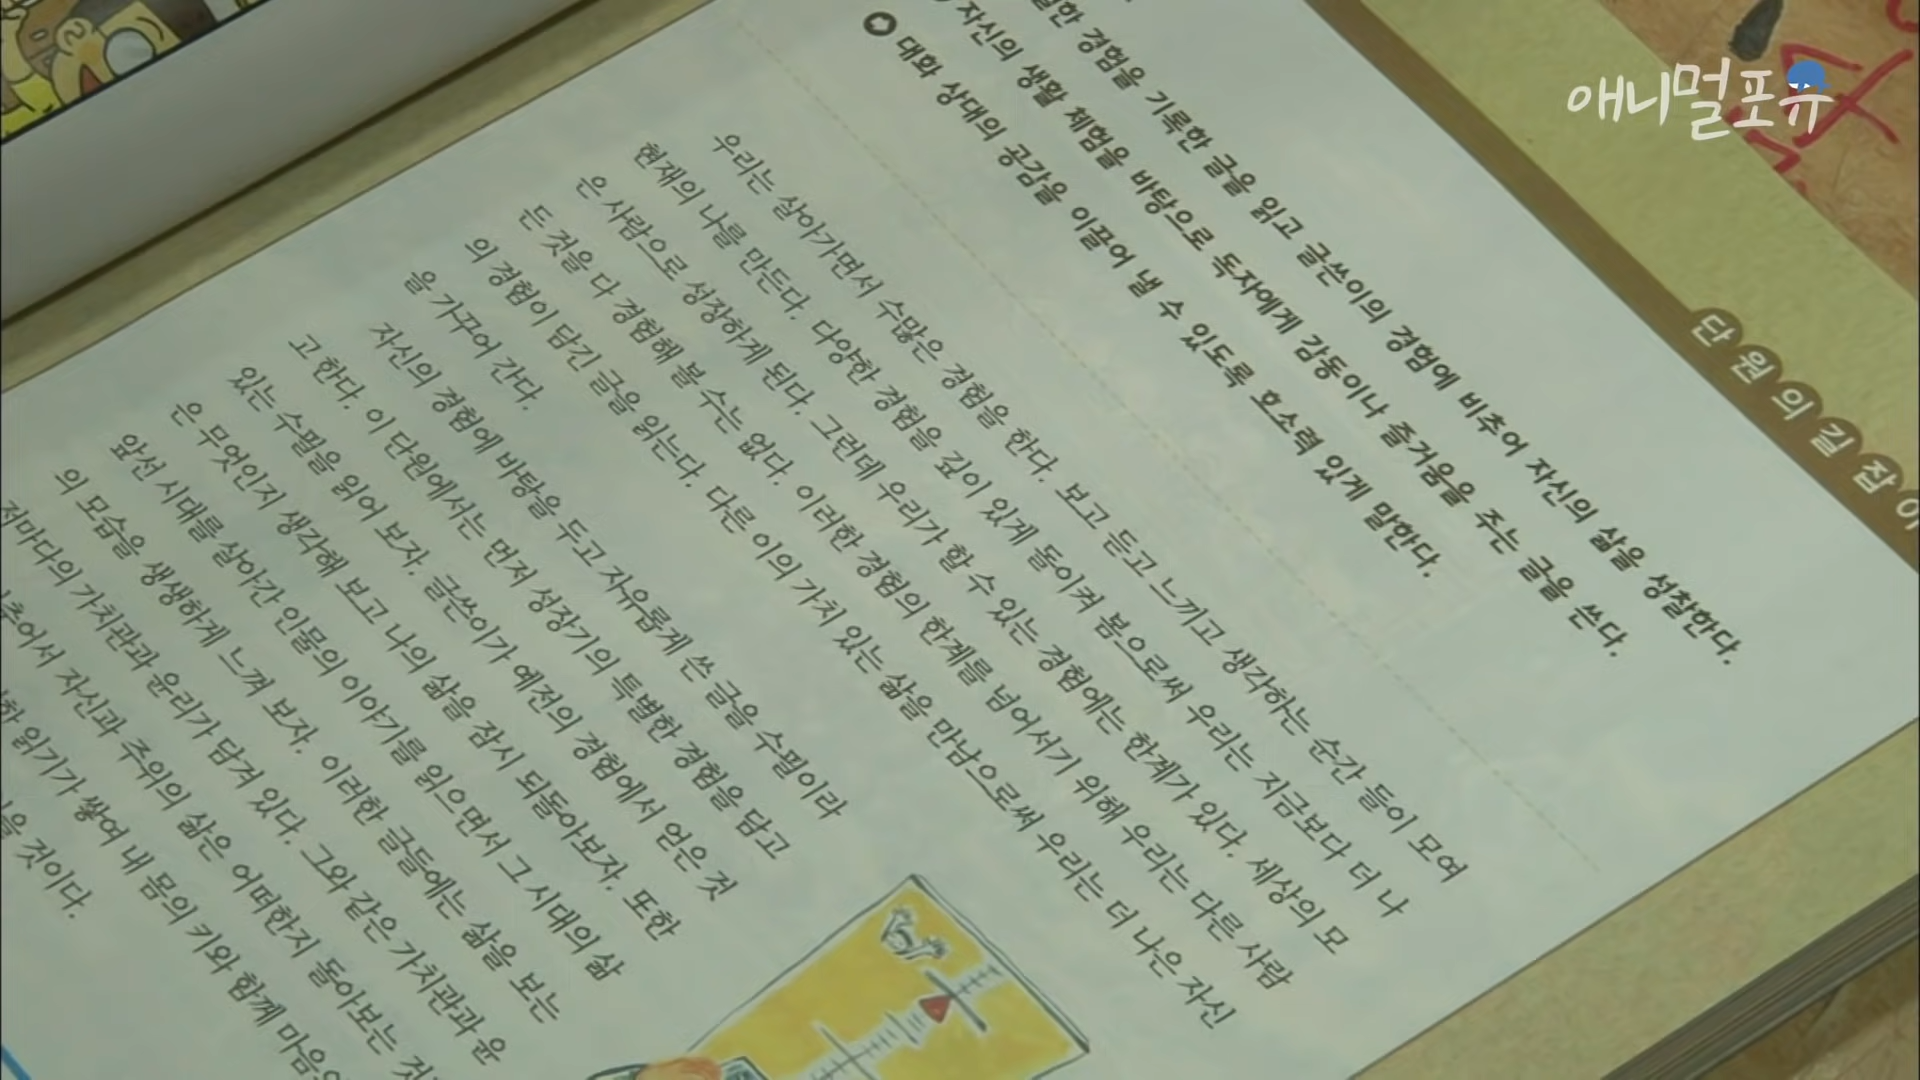 애니멀포유
단원의길잡이
경험을 기록한 글을 읽고 글쓴이의 경험에 비추어 자신의 삶을 성찰한다.
자신의 생활 체험을 바탕으로 독자에게 감동이나 즐거움을 주는 글을 쓴다.
대화 상대의 공감을 이끌어 낼 수 있도록 호소력 있게 말한다.
우리는 살아가면서 수많은 경험을 한다. 보고 듣고 느끼고 생각하는 순간 들이 모여
현재의 나를 만든다. 다양한 경험을 깊이 있게 돌이켜 봄으로써 우리는 지금보다 더 나
은 사람으로 성장하게 된다. 그런데 우리가 할 수 있는 경험에는 한계가 있다. 세상의 모
든 것을 다 경험해 볼 수는 없다. 이러한 경험의 한계를 넘어서기 위해 우리는 다른 사람
의 경험이 담긴 글을 읽는다. 다른 이의 가치 있는 삶을 만남으로써 우리는 더 나은 자신
을 가꾸어 간다.
자신의 경험에 바탕을 두고 자유롭게 쓴 글을 수필이라
고 한다. 이 단원에서는 먼저 성장기의 특별한 경험을 담고
있는 수필을 읽어 보자. 글쓴이가 예전의 경험에서 얻은 것
은 무엇인지 생각해 보고 나의 삶을 잠시 되돌아보자. 또한
앞선 시대를 살아간 인물의 이야기를 읽으면서 그 시대의 삶
의 모습을 생생하게 느껴 보자. 이러한 글들에는 삶을 보는
저마다의 가치관과 윤리가 담겨 있다. 그와 같은 가치관과 윤
추어서 자신과 주위의 삶은 어떠한지 돌아보는 것
읽기가 쌓여 내 몸의 키와 함께 마음의
것이다.